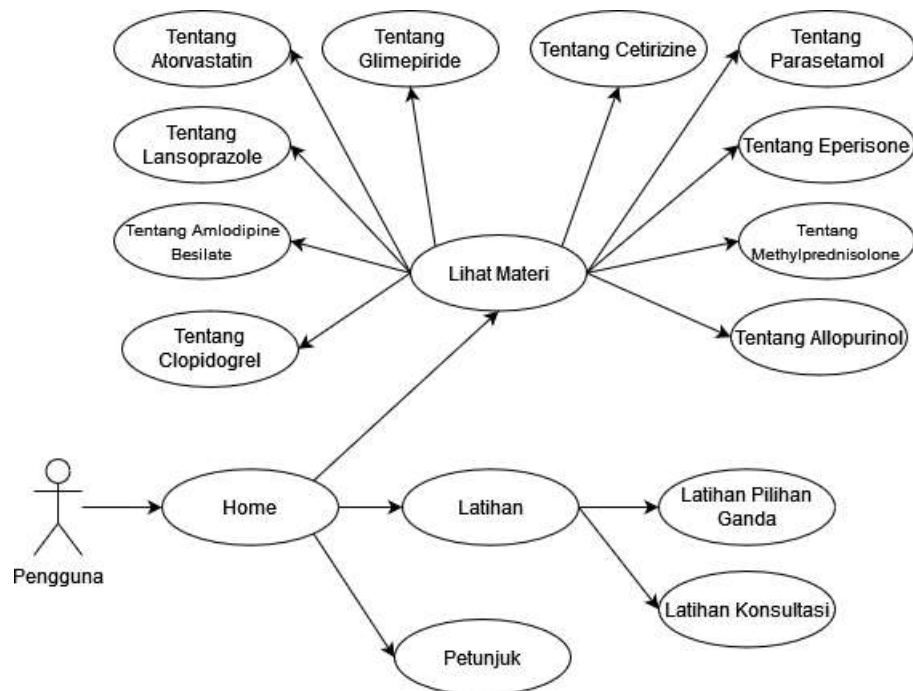 Tentang
Atorvastatin
Tentang
Glimepiride
Tentang Cetirizine
Tentang
Parasetamol
Tentang
Lansoprazole
Tentang Eperisone
Tentang Amlodipine
Besilate
Tentang
Methylprednisolone
Lihat Materi
Tentang
Clopidogrel
Tentang Allopurinol
Pengguna
Home
Latihan
Latihan Pilihan
Ganda
Latihan Konsultasi
Petunjuk